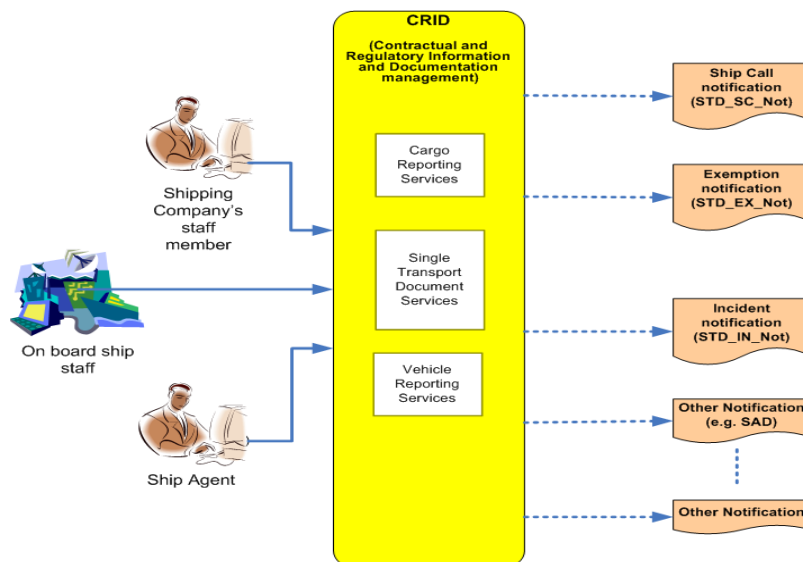 CRID
(Contractual and
Regulatory Information
and Documentation
management)
Cargo
Reporting
Services
Single
Transport
Document
Services
Vehicle
Reporting
Services
Shipping
Company's
staff
member
On board ship
staff
Ship Agent
Ship Call
notification
(STD_SC_Not)
Exemption
notification
(STD_EX_Not)
Incident
notification
(STD_IN_Not)
Other Notification
(e.g. SAD)
Other Notification